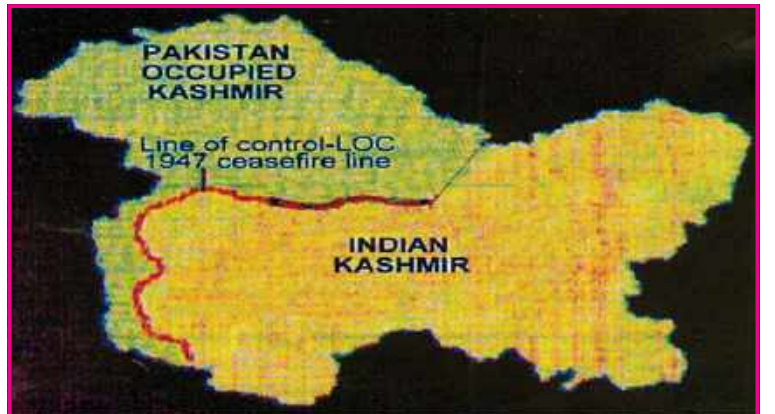 PAKISTAN
OCCUPIED
KASHMIR
Line of control-LOC
1947 ceasefire line
INDIAN
KASHMIR